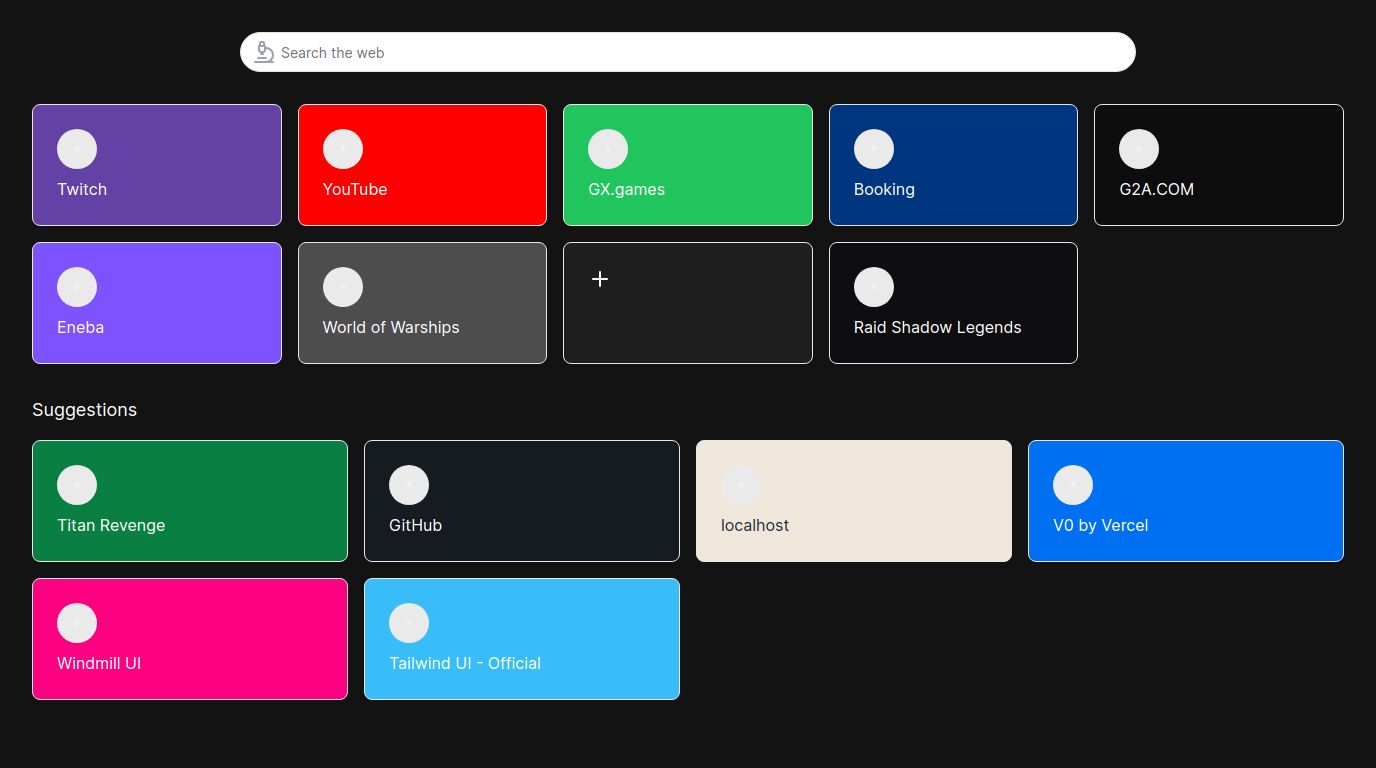 Search the web
Twitch
YouTube
GX.games
Booking
G2A.COM
Eneba
World of Warships
Raid Shadow Legends
Suggestions
Titan Revenge
GitHub
localhost
V0 by Vercel
Windmill UI
Tailwind UI - Official